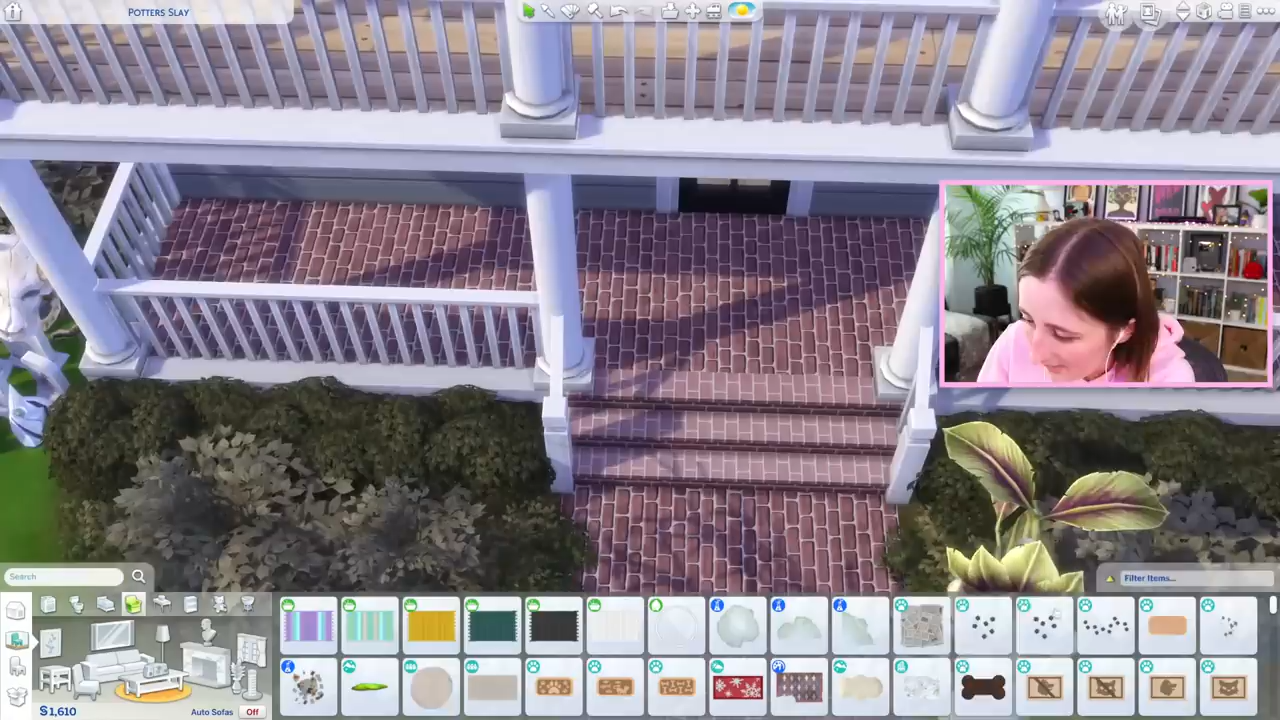 POTTERS SLAY
Search
Filter Items...
§1,610
Auto Sofas
Off